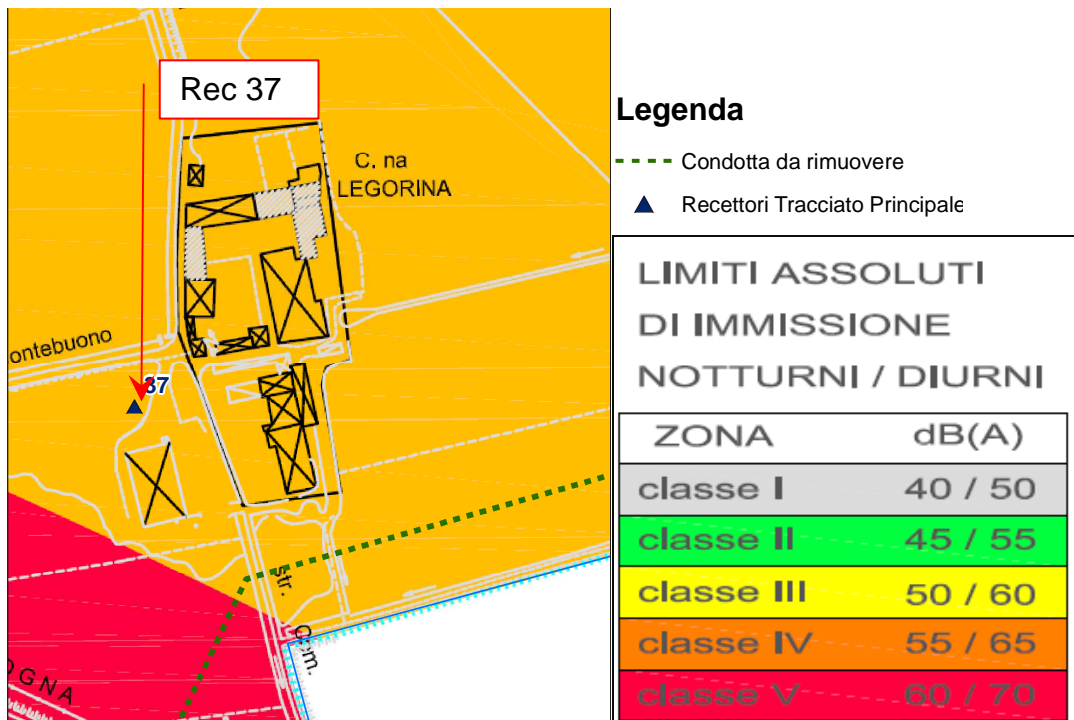 Rec 37
C. na
LEGORINA
ontebuono
37
str.
Com.
OGNA
Legenda
Condotta da rimuovere
Recettori Tracciato Principale
LIMITI ASSOLUTI
DI IMMISSIONE
NOTTURNI / DIURNI
ZONA dB(A)
classe I 40 / 50
classe II 45 / 55
classe III 50 / 60
classe IV 55 / 65
classe V 60 / 70